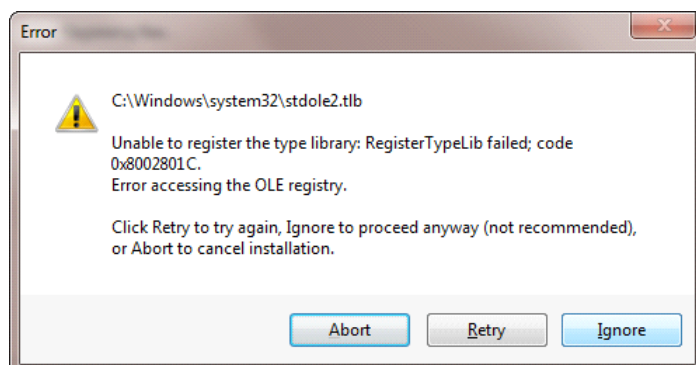 Error
C:\Windows\system32\stdole2.tlb
Unable to register the type library: RegisterTypeLib failed; code
0x8002801C.
Error accessing the OLE registry.
Click Retry to try again, Ignore to proceed anyway (not recommended),
or Abort to cancel installation.
Abort
Retry
Ignore